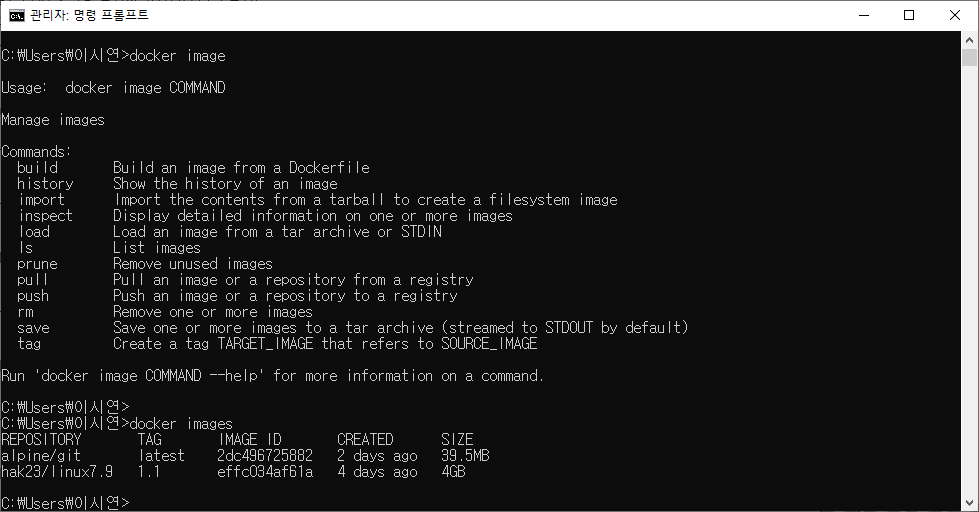 관리자: 명령 프롬프트
C:\Users\이시연>docker image
Usage:  docker image COMMAND
Manage images
Commands:
  build       Build an image from a Dockerfile
  history     Show the history of an image
  import      Import the contents from a tarball to create a filesystem image
  inspect     Display detailed information on one or more images
  load        Load an image from a tar archive or STDIN
  ls          List images
  prune       Remove unused images
  pull        Pull an image or a repository from a registry
  push        Push an image or a repository to a registry
  rm          Remove one or more images
  save        Save one or more images to a tar archive (streamed to STDOUT by default)
  tag         Create a tag TARGET_IMAGE that refers to SOURCE_IMAGE
Run 'docker image COMMAND --help' for more information on a command.
C:\Users\이시연>
C:\Users\이시연>docker images
REPOSITORY       TAG       IMAGE ID       CREATED      SIZE
alpine/git       latest    2dc496725882   2 days ago   39.5MB
hak23/linux7.9   1.1       effc034af61a   4 days ago   4GB
C:\Users\이시연>